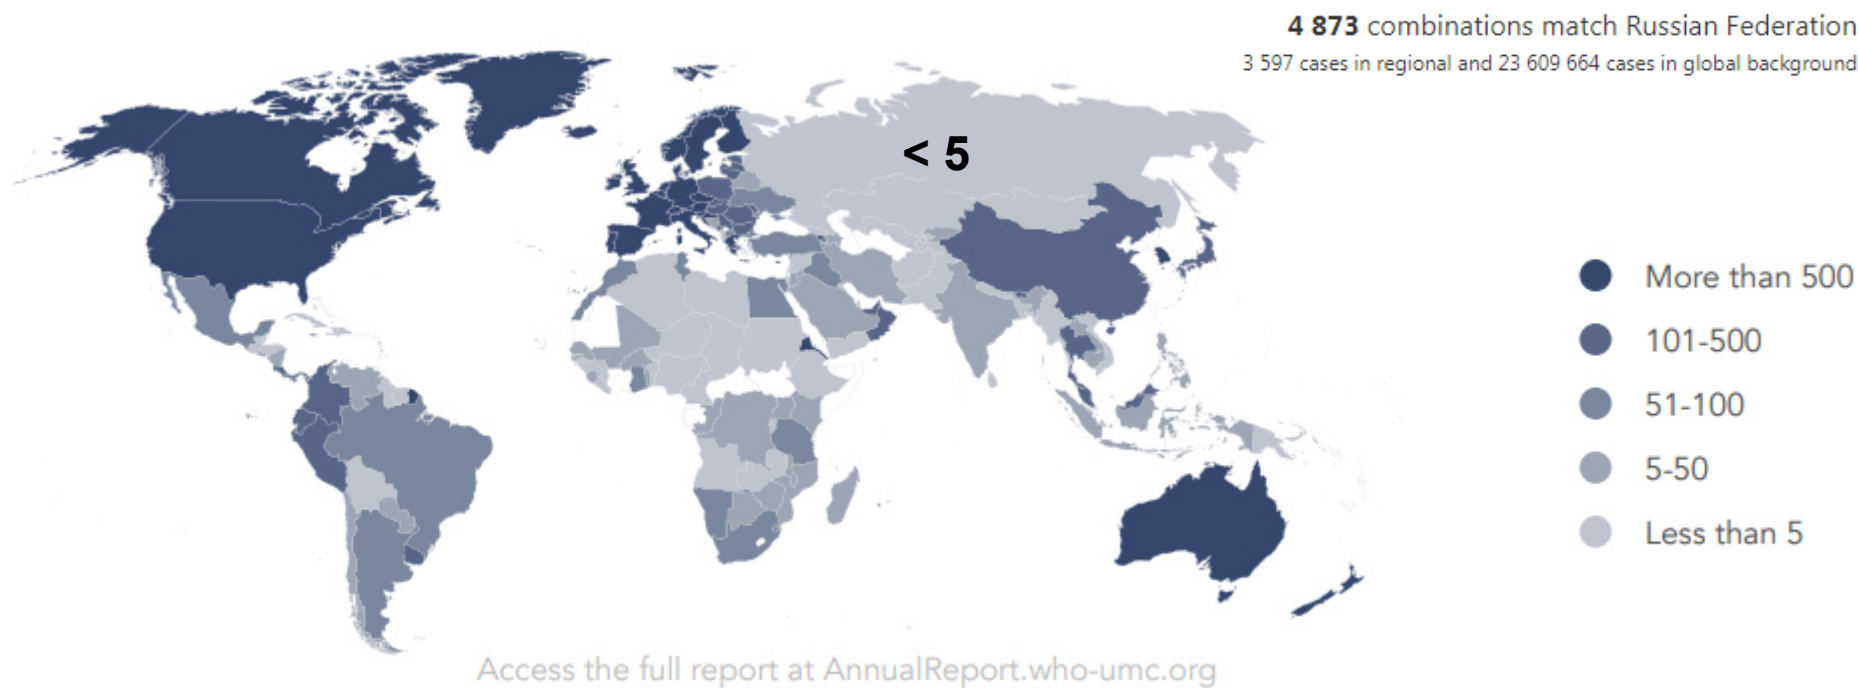 4 873 combinations match Russian Federation
3 597 cases in regional and 23 609 664 cases in global background
< 5
More than 500
101-500
51-100
5-50
Less than 5
Access the full report at AnnualReport.who-umc.org